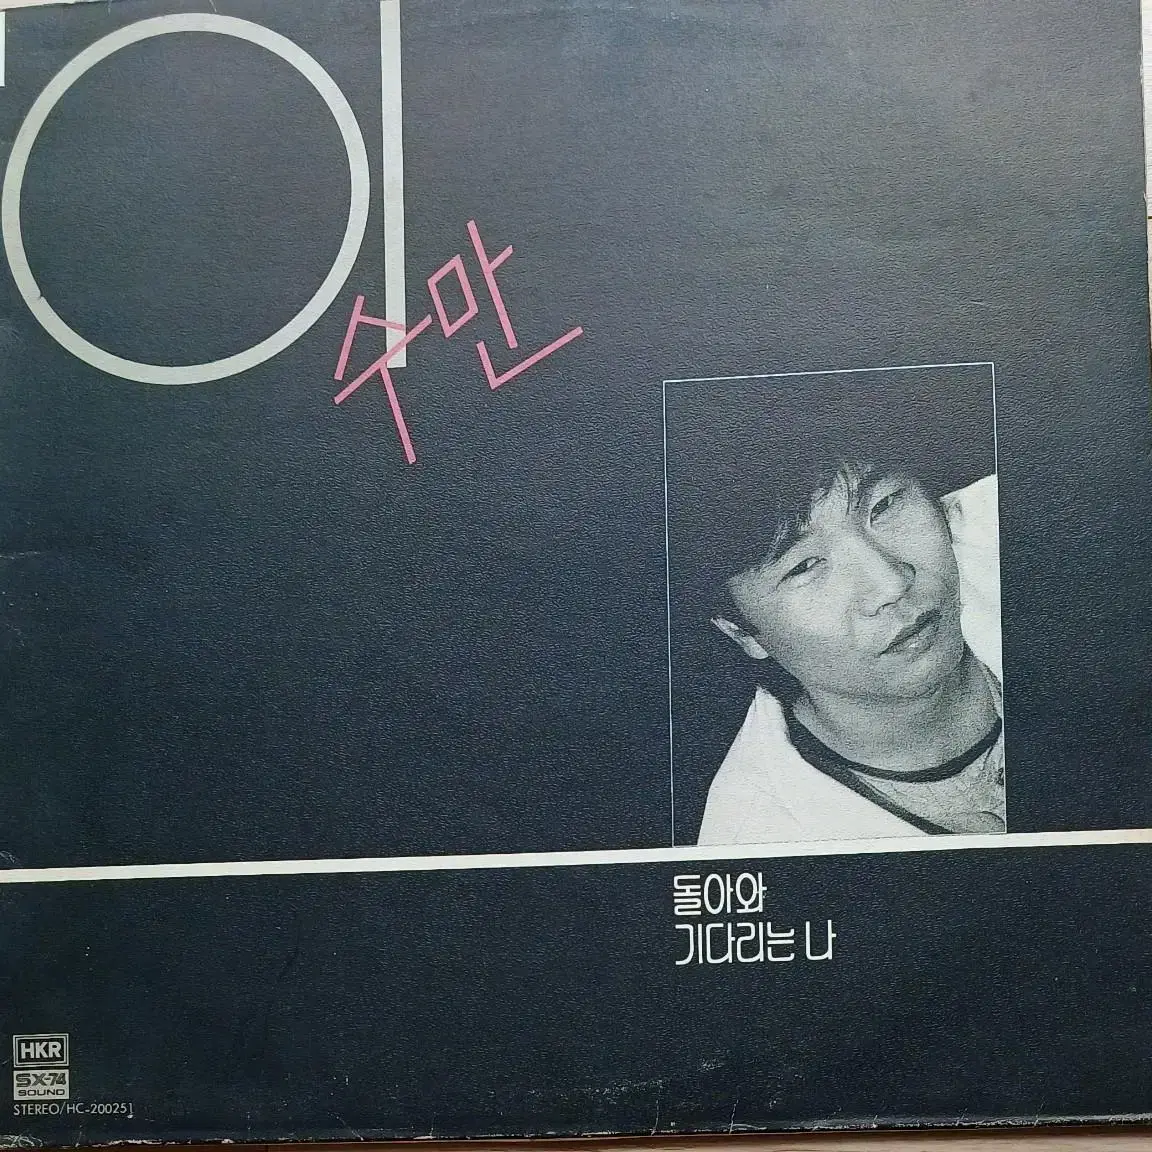 이
수만
돌아와
기다리는 나
HKR
SX-74
SOUND
STEREO/HC-200251